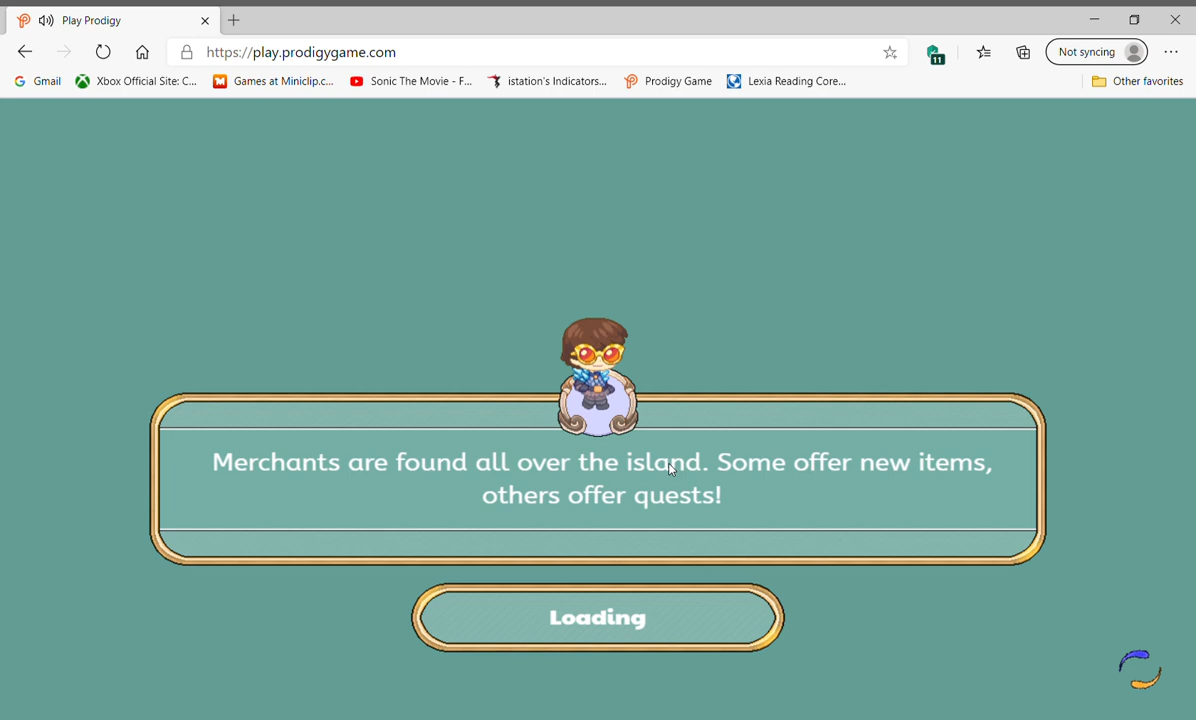 Play Prodigy
https://play.prodigygame.com
11
Not syncing
Gmail
Xbox Official Site: C...
Games at Miniclip.c...
Sonic The Movie - F...
istation's Indicators...
Prodigy Game
Lexia Reading Core...
Other favorites
Merchants are found all over the island. Some offer new items,
others offer quests!
Loading